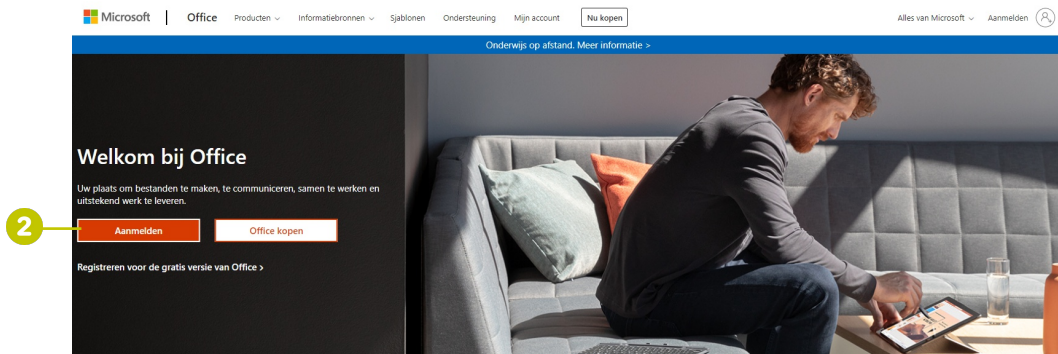 Microsoft
Office
Producten
Informatiebronnen
Sjablonen
Ondersteuning
Mijn account
Nu kopen
Alles van Microsoft
Aanmelden
Onderwijs op afstand. Meer informatie >
Welkom bij Office
Uw plaats om bestanden te maken, te communiceren, samen te werken en
uitstekend werk te leveren.
2
Aanmelden
Office kopen
Registreren voor de gratis versie van Office >